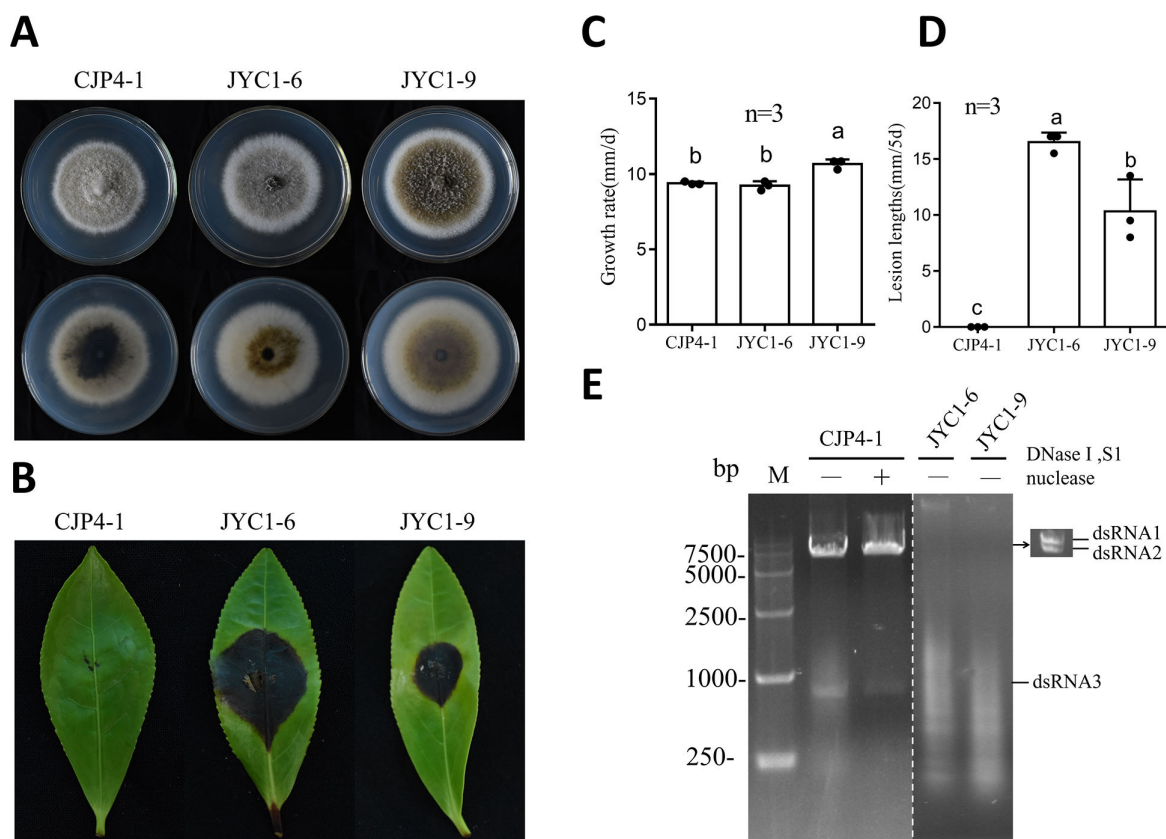 A
CJP4-1 JYC1-6 JYC1-9
B
CJP4-1 JYC1-6 JYC1-9
C
n=3
b b a
15
10
5
0
Growth rate(mm/d)
CJP4-1 JYC1-6 JYC1-9
D
n=3
c a b
20
15
10
5
0
Lesion lengths(mm/5d)
CJP4-1 JYC1-6 JYC1-9
E
CJP4-1 JYC1-6 JYC1-9
DNase I ,S1
nuclease
bp M — + — —
7500-
5000-
2500-
1000-
250-
dsRNA1
dsRNA2
dsRNA3